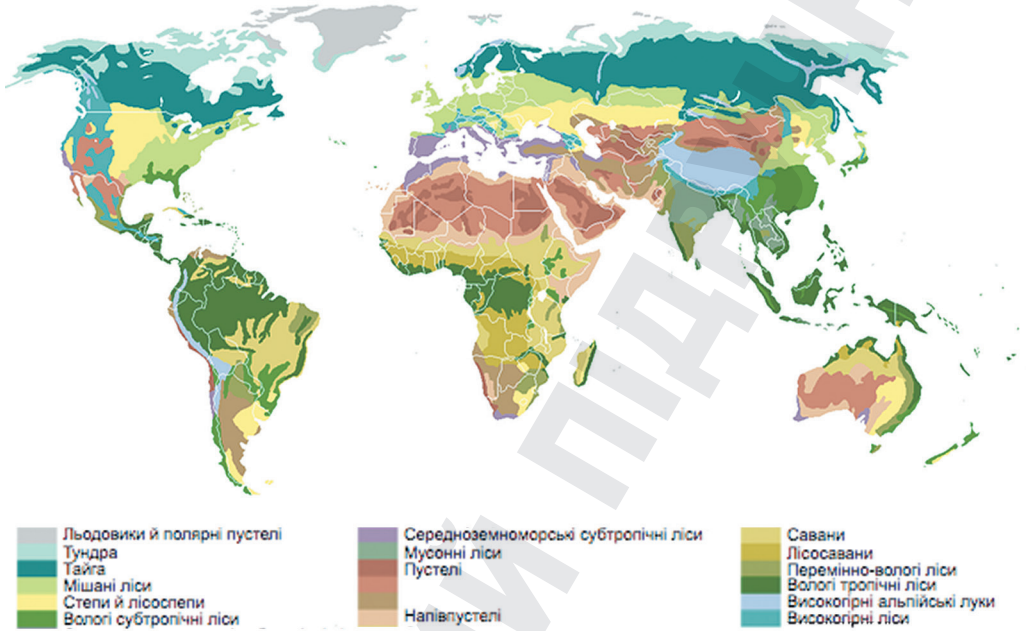 Льодовики й полярні пустелі
Тундра
Тайга
Мішані ліси
Степи й лісоспепи
Вологі субтропічні ліси
Середноземноморські субтропічні ліси
Мусонні ліси
Пустелі
Напівпустелі
Савани
Лісосавани
Перемінно-вологі ліси
Вологі тропічні ліси
Високогірні альпійські луки
Високогірні ліси